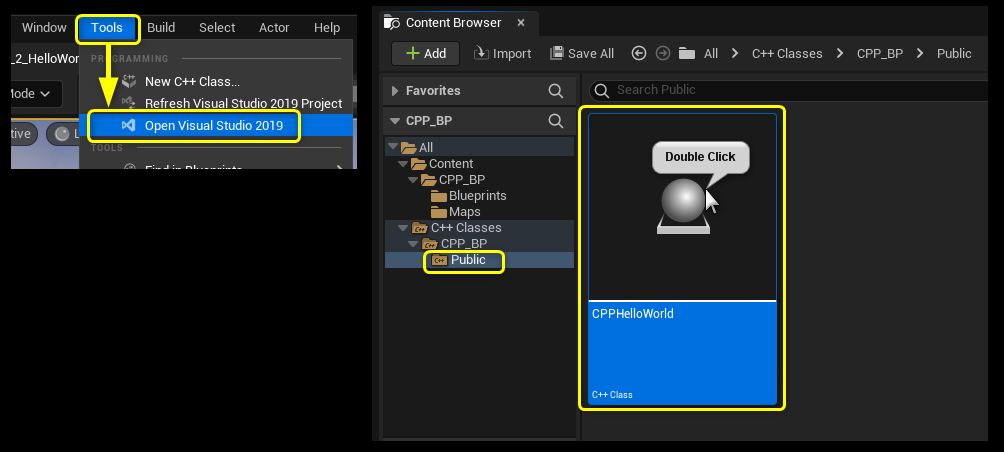 Window Tools Build Select Actor Help
_2_HelloWor
PROGRAMMING
New C++ Class...
Mode
Refresh Visual Studio 2019 Project
Open Visual Studio 2019
tive
L
TOOLS
Find in Blueprints
Content Browser
Add Import Save All All C++ Classes CPP_BP Public
Favorites
Search Public
CPP_BP
All
Content
CPP_BP
Blueprints
Maps
C++ Classes
CPP_BP
Public
Double Click
CPPHelloWorld
C++ Class